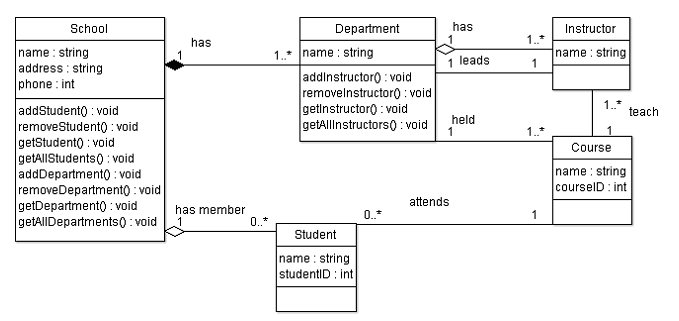 School
name : string
address : string
phone : int
addStudent() : void
removeStudent() : void
getStudent() : void
getAllStudents() : void
addDepartment() : void
removeDepartment() : void
getDepartment() : void
getAllDepartments() : void
has
1
1..*
Department
name : string
addInstructor() : void
removeInstructor() : void
getInstructor() : void
getAllInstructors() : void
has
1
1..*
1
leads
1
Instructor
name : string
1..*
teach
1
held
1
1..*
Course
name : string
courseID : int
has member
1
0..*
attends
0..*
1
Student
name : string
studentID : int